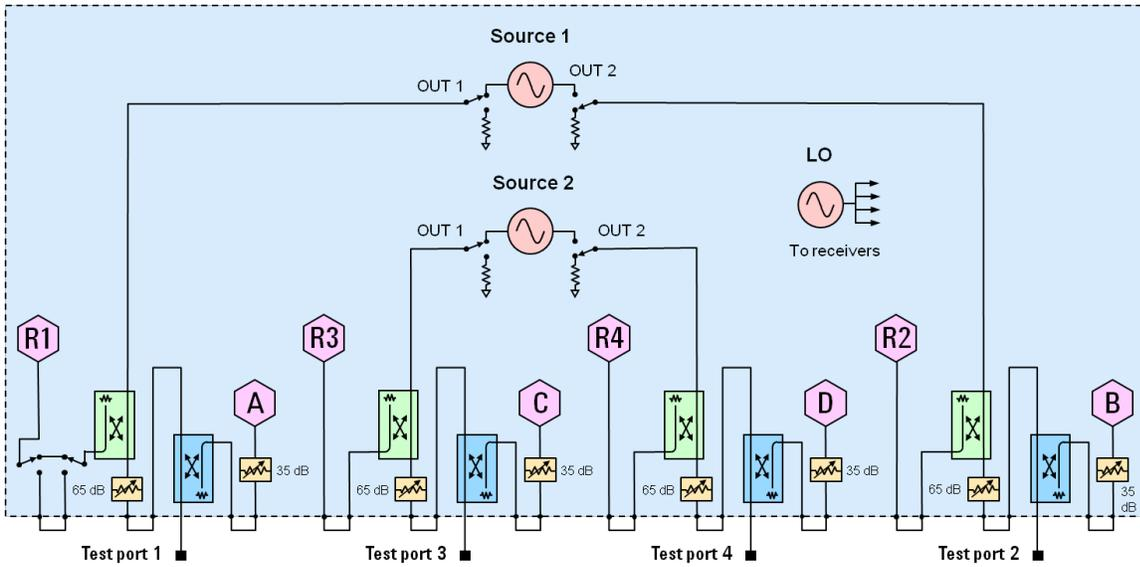 Source 1
OUT 1
OUT 2
LO
Source 2
OUT 1
OUT 2
To receivers
R1
R3
R4
R2
A
C
D
B
35 dB
35 dB
35 dB
35
dB
65 dB
65 dB
65 dB
65 dB
Test port 1
Test port 3
Test port 4
Test port 2